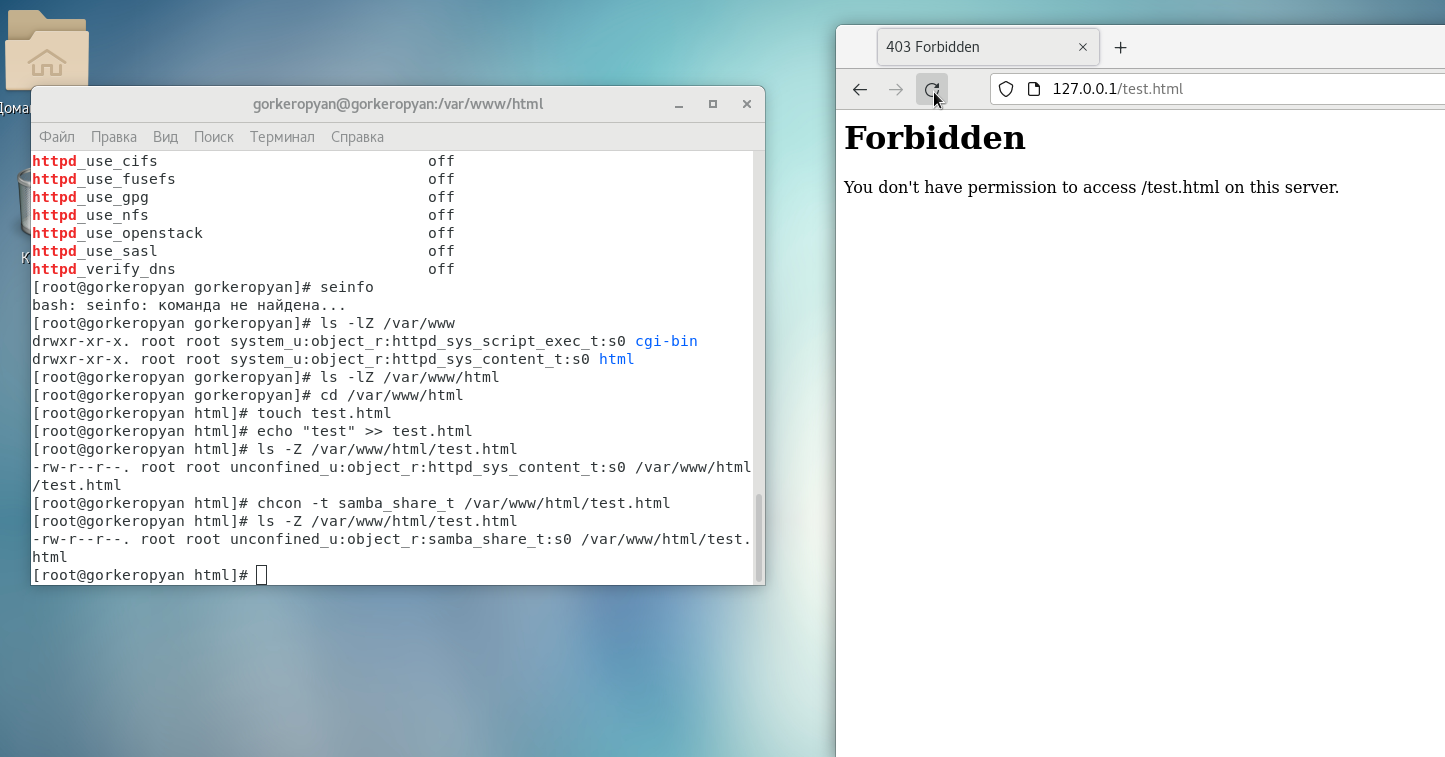 gorkeropyan@gorkeropyan:/var/www/html
Файл Правка Вид Поиск Терминал Справка
httpd_use_cifs off
httpd_use_fusefs off
httpd_use_gpg off
httpd_use_nfs off
httpd_use_openstack off
httpd_use_sasl off
httpd_verify_dns off
[root@gorkeropyan gorkeropyan]# seinfo
bash: seinfo: команда не найдена...
[root@gorkeropyan gorkeropyan]# ls -lZ /var/www
drwxr-xr-x. root root system_u:object_r:httpd_sys_script_exec_t:s0 cgi-bin
drwxr-xr-x. root root system_u:object_r:httpd_sys_content_t:s0 html
[root@gorkeropyan gorkeropyan]# ls -lZ /var/www/html
[root@gorkeropyan gorkeropyan]# cd /var/www/html
[root@gorkeropyan html]# touch test.html
[root@gorkeropyan html]# echo "test" >> test.html
[root@gorkeropyan html]# ls -Z /var/www/html/test.html
-rw-r--r--. root root unconfined_u:object_r:httpd_sys_content_t:s0 /var/www/html
/test.html
[root@gorkeropyan html]# chcon -t samba_share_t /var/www/html/test.html
[root@gorkeropyan html]# ls -Z /var/www/html/test.html
-rw-r--r--. root root unconfined_u:object_r:samba_share_t:s0 /var/www/html/test.
html
[root@gorkeropyan html]#
403 Forbidden
127.0.0.1/test.html
Forbidden
You don't have permission to access /test.html on this server.